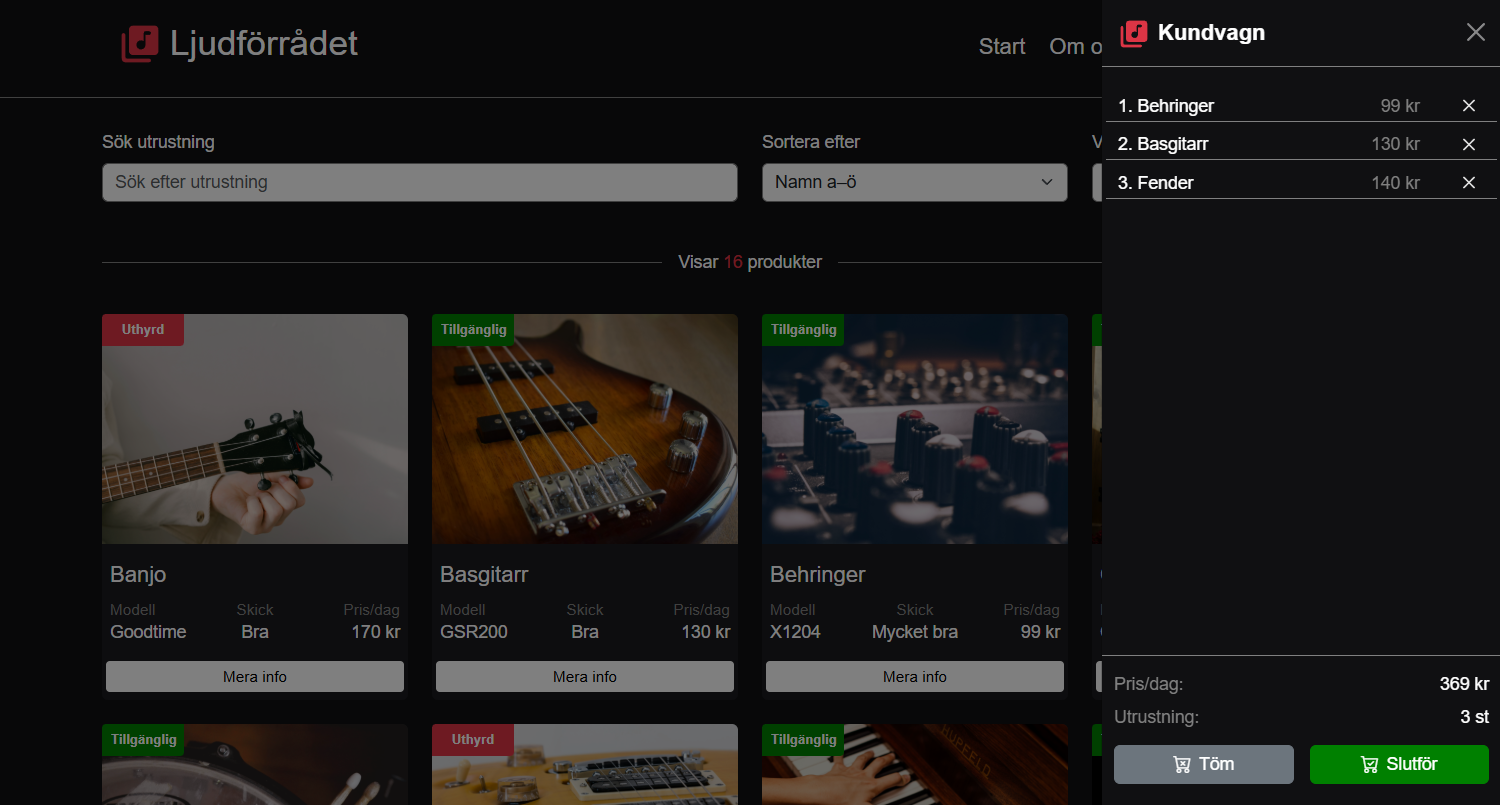 Ljudförrådet
Start Om o
Sök utrustning
Sök efter utrustning
Sortera efter
Namn a–ö
V
Visar 16 produkter
Uthyrd
Banjo
Modell Skick Pris/dag
Goodtime Bra 170 kr
Mera info
Tillgänglig
Basgitarr
Modell Skick Pris/dag
GSR200 Bra 130 kr
Mera info
Tillgänglig
Behringer
Modell Skick Pris/dag
X1204 Mycket bra 99 kr
Mera info
Tillgänglig
Uthyrd
Tillgänglig
HUPFELD
Kundvagn
1. Behringer 99 kr
2. Basgitarr 130 kr
3. Fender 140 kr
Pris/dag: 369 kr
Utrustning: 3 st
Töm
Slutför